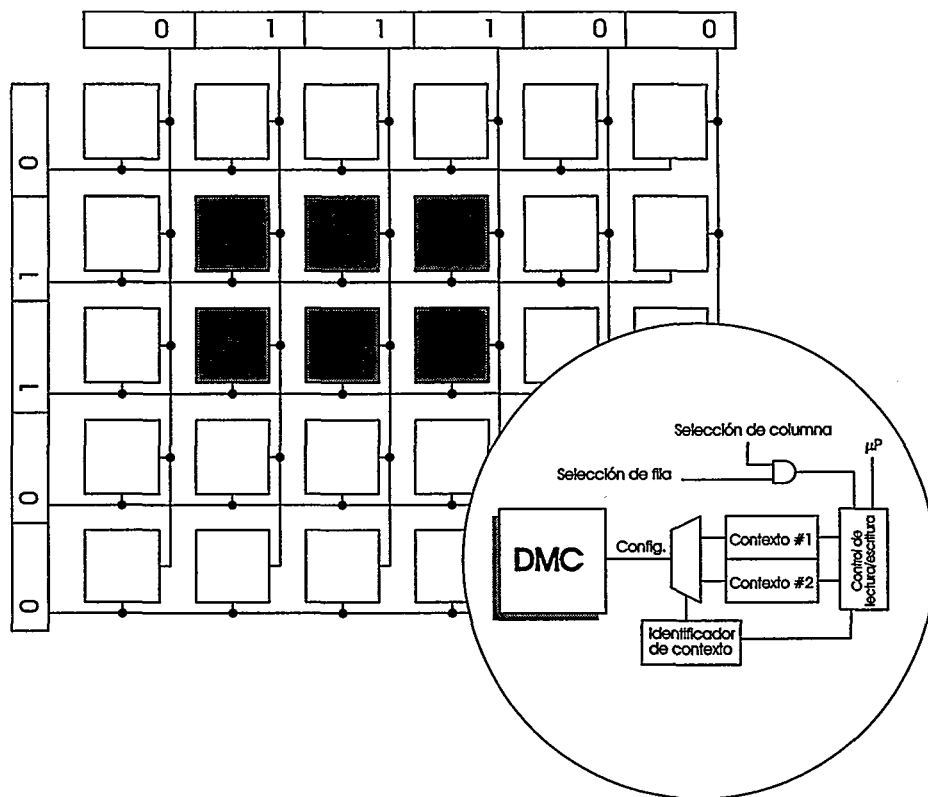 0 1 1 1 0 0
0
1
1
0
0
Selección de columna
μP
Selección de fila
DMC
Config.
Contexto #1
Contexto #2
Control de
lectura/escritura
Identificador
de contexto